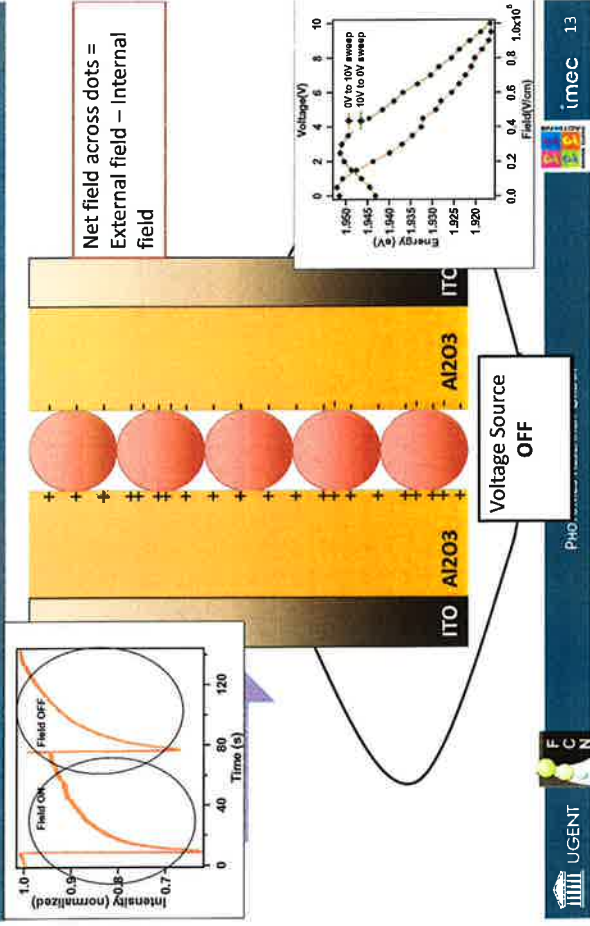 Intensity (normalized)
1.0
0.9
0.8
0.7
Field ON
Field OFF
0
40
80
120
Time (s)
Net field across dots =
External field – Internal
field
Voltage(V)
0 2 4 6 8 10
0V to 10V sweep
10V to 0V sweep
Energy (eV)
1.950
1.945
1.940
1.935
1.930
1.925
1.920
0.0 0.2 0.4 0.6 0.8 1.0x10
Field(V/cm)
ITO
Al2O3
+ + + + + + + + + + + + + + + + + +
- - - - - - - - - - - - - - - - - -
Al2O3
ITO
Voltage Source
OFF
UGENT
F
C
N
imec
13